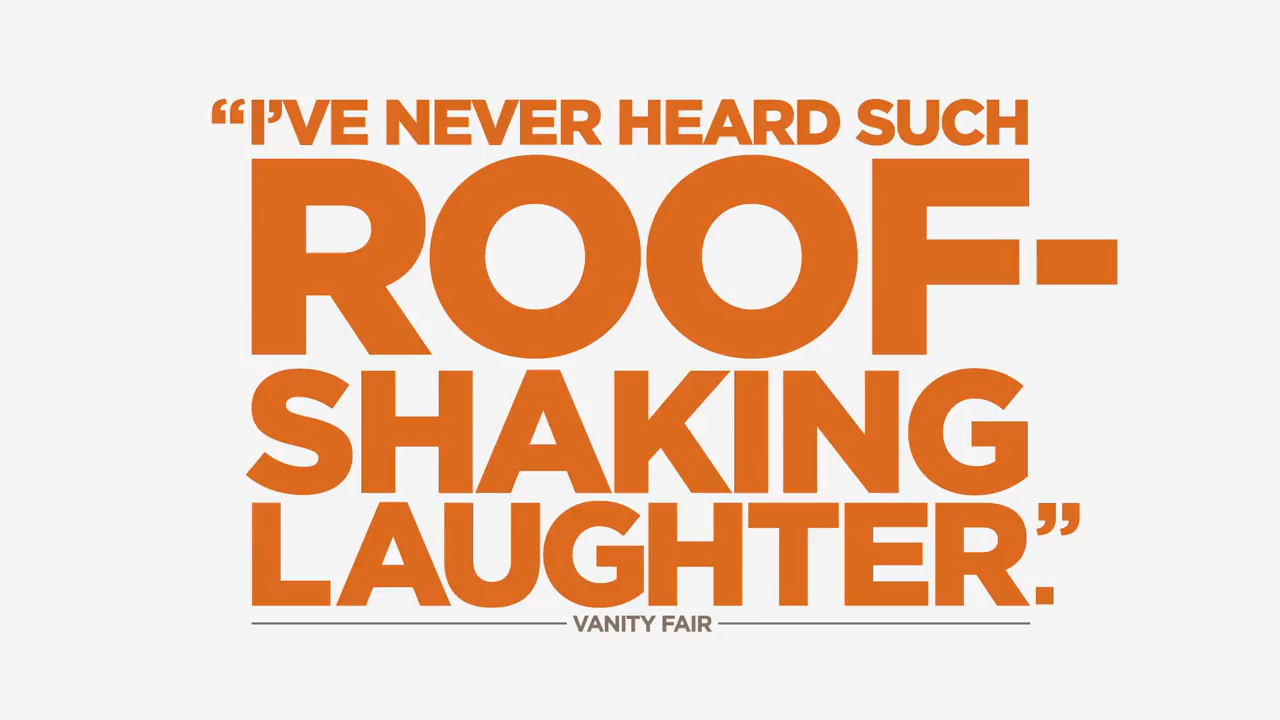 “I’VE NEVER HEARD SUCH
ROOF-
SHAKING
LAUGHTER.”
VANITY FAIR